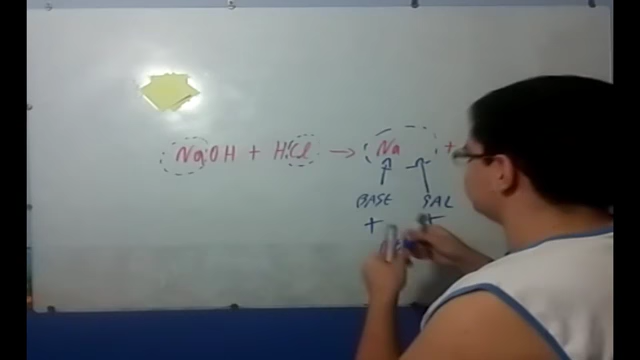 NaOH + HCl → Na +
BASE SAL
+ +